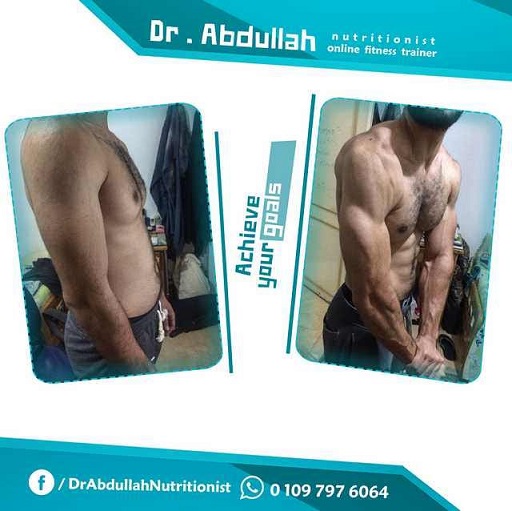 Dr. Abdullah
nutritionist
online fitness trainer
Achieve
your goals
/DrAbdullahNutritionist
0 109 797 6064